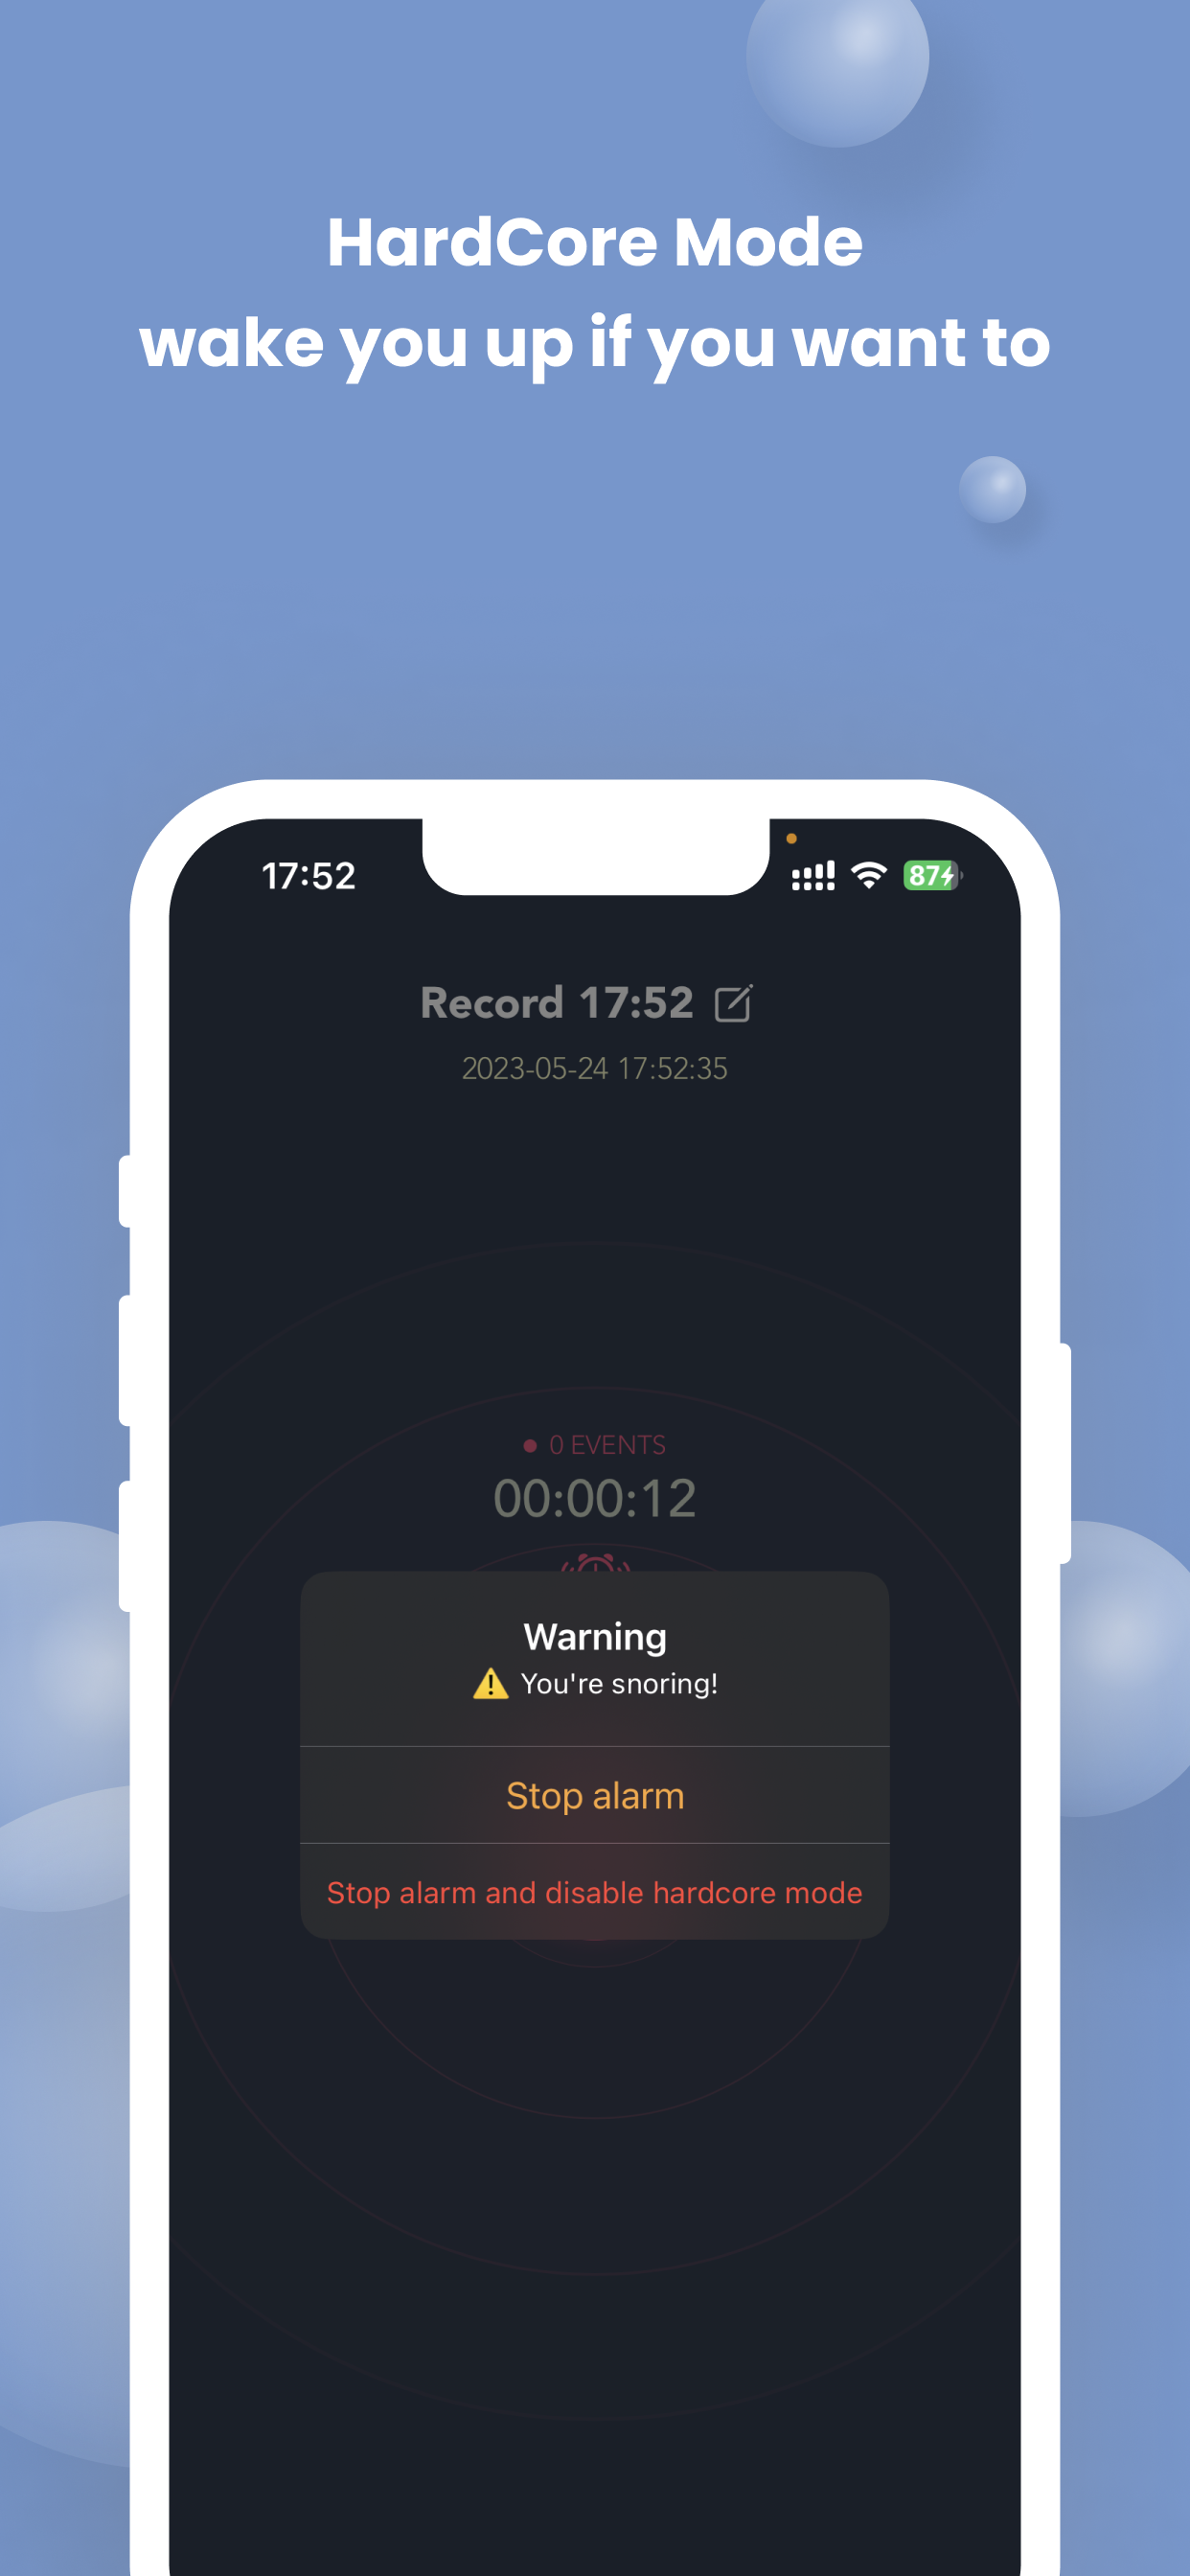 HardCore Mode
wake you up if you want to
17:52
87
Record 17:52
2023-05-24 17:52:35
0 EVENTS
00:00:12
Warning
⚠️ You're snoring!
Stop alarm
Stop alarm and disable hardcore mode